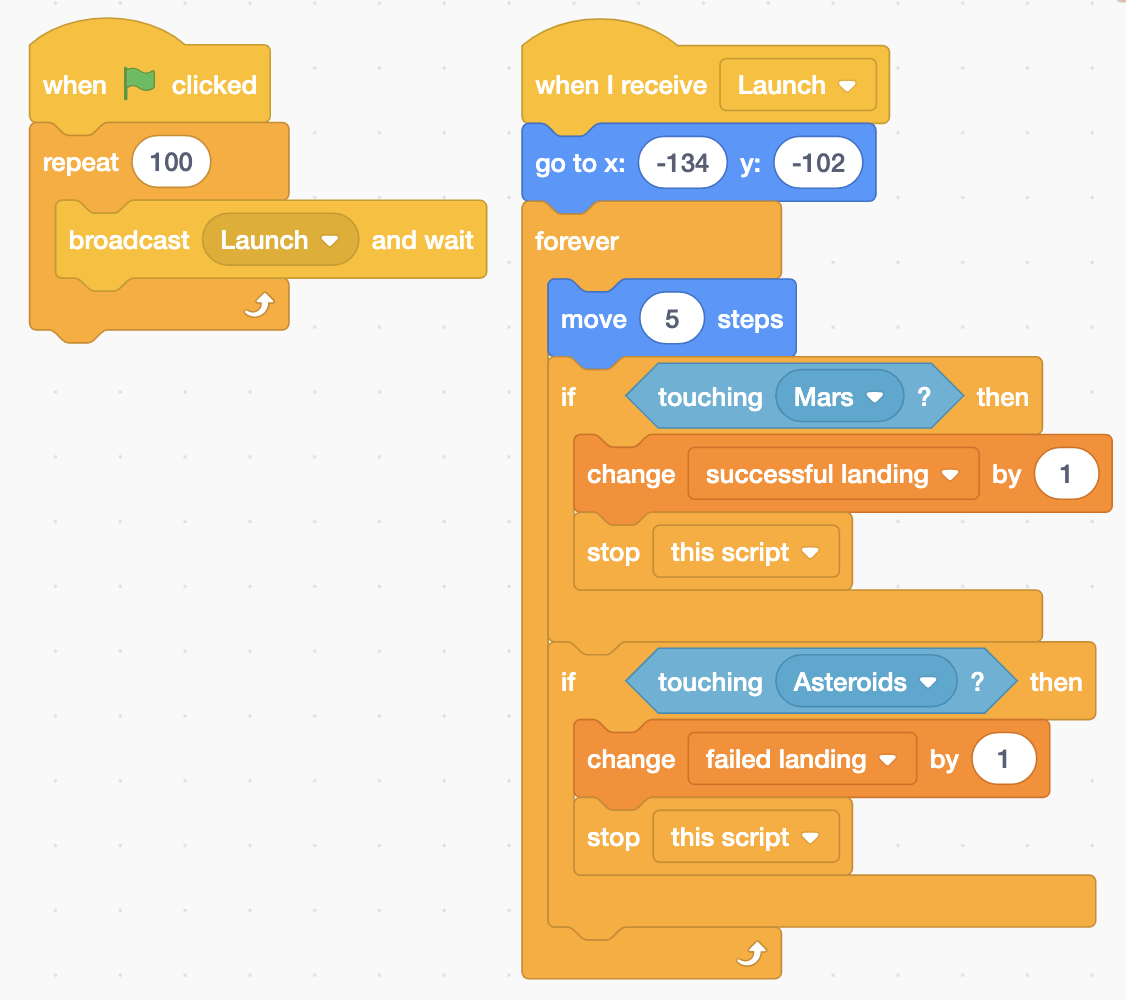 when clicked
repeat 100
broadcast Launch and wait
when I receive Launch
go to x: -134 y: -102
forever
move 5 steps
if touching Mars ? then
change successful landing by 1
stop this script
if touching Asteroids ? then
change failed landing by 1
stop this script